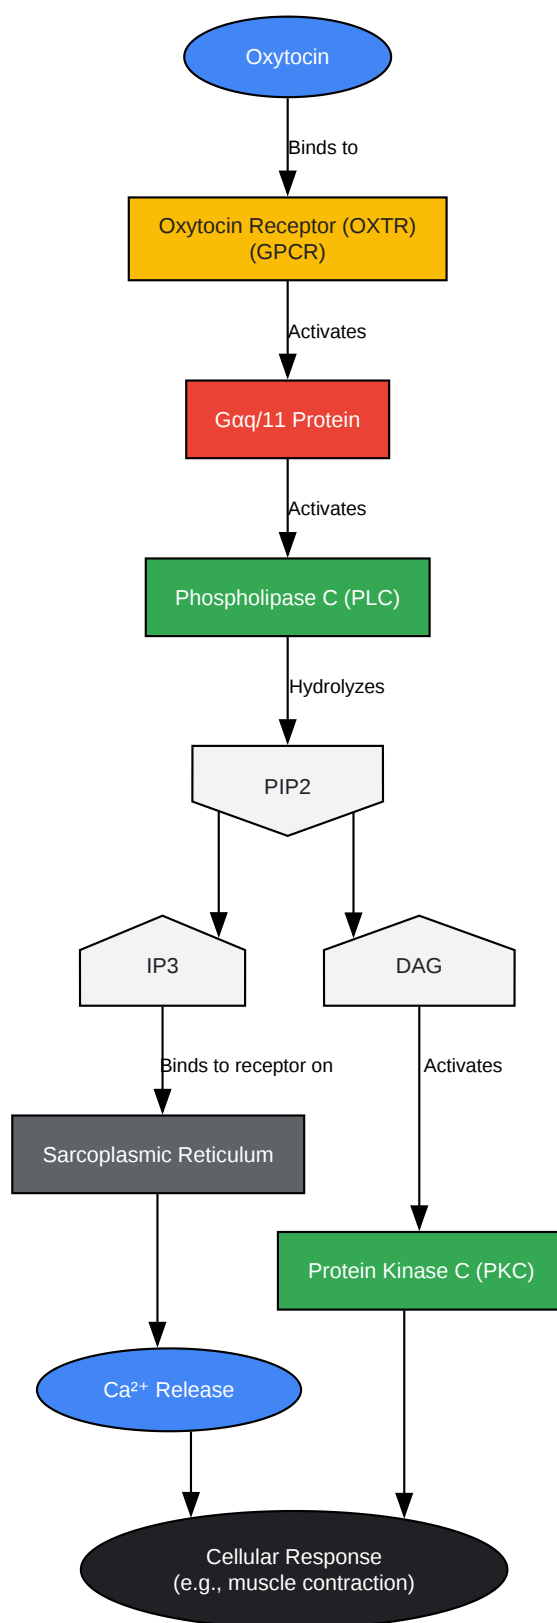 Oxytocin
Binds to
Oxytocin Receptor (OXTR)
(GPCR)
Activates
Gαq/11 Protein
Activates
Phospholipase C (PLC)
Hydrolyzes
PIP2
IP3
DAG
Binds to receptor on
Activates
Sarcoplasmic Reticulum
Protein Kinase C (PKC)
Ca²⁺ Release
Cellular Response
(e.g., muscle contraction)